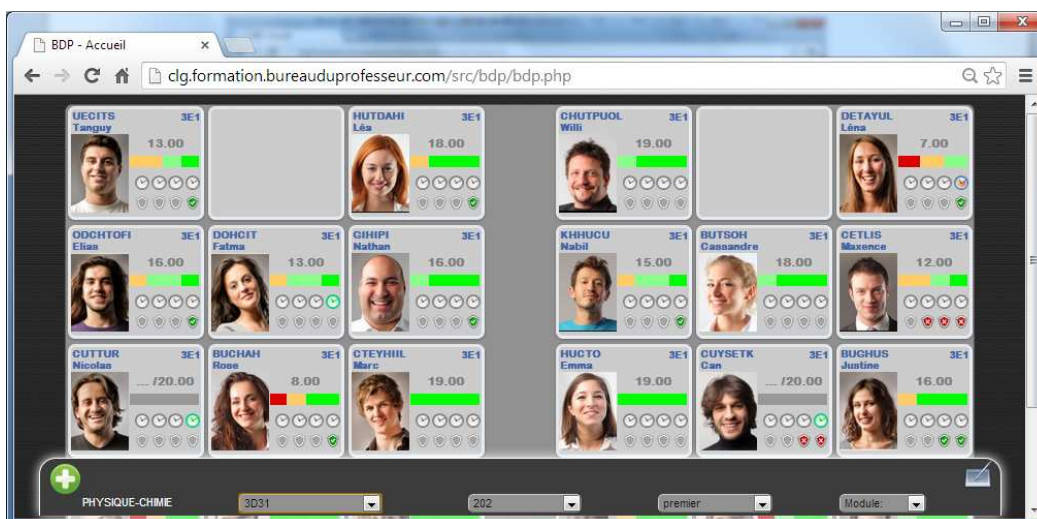 BDP - Accueil
clg.formation.bureauduprofesseur.com/src/bdp/bdp.php
UECITS 3E1
Tanguy
13.00
HUTDAHI 3E1
Léa
18.00
CHUTPUOL 3E1
Willi
19.00
DETAYUL 3E1
Léna
7.00
ODCHTOFI 3E1
Elias
16.00
DOHCIT 3E1
Fatma
13.00
GIHIPI 3E1
Nathan
16.00
KHHUCU 3E1
Nabil
15.00
BUTSOH 3E1
Cassandre
18.00
CETLIS 3E1
Maxence
12.00
CUTTUR 3E1
Nicolas
... /20.00
BUCHAH 3E1
Rose
8.00
CTEYHIIL 3E1
Marc
19.00
HUCTO 3E1
Emma
19.00
CUYSETK 3E1
Can
... /20.00
BUGHUS 3E1
Justine
16.00
PHYSIQUE-CHIMIE 3D31 202 premier Module: